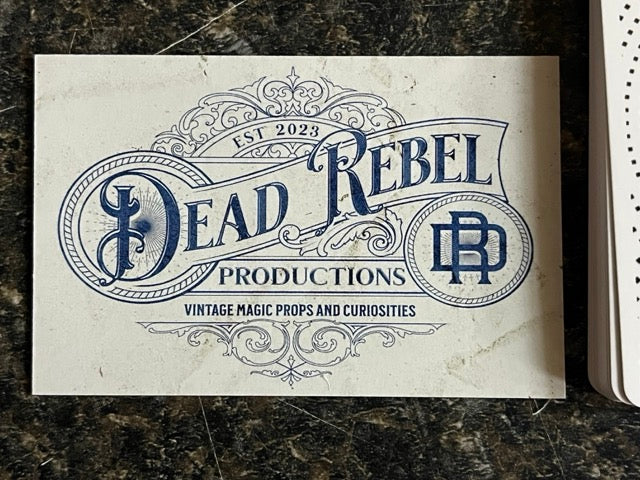 EST 2023
DEAD REBEL
PRODUCTIONS
DR
VINTAGE MAGIC PROPS AND CURIOSITIES